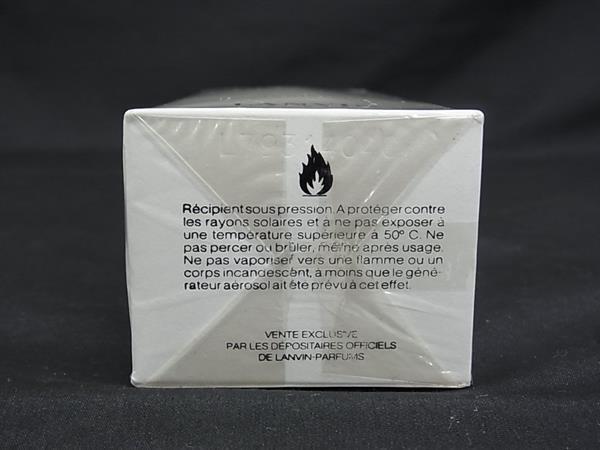 LANVIN
Récipient sous pression. A protéger contre
les rayons solaires et à ne pas exposer à
une température supérieure à 50° C. Ne
pas percer ou brûler, même après usage.
Ne pas vaporiser vers une flamme ou un
corps incandescent, à moins que le géné-
rateur aérosol ait été prévu à cet effet.
VENTE EXCLUSIVE
PAR LES DÉPOSITAIRES OFFICIELS
DE LANVIN-PARFUMS